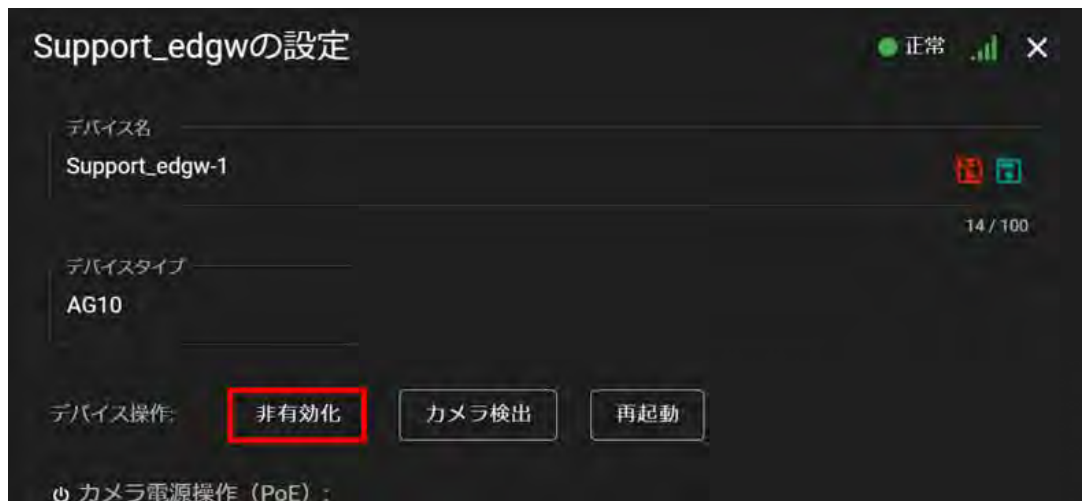 Support_edgwの設定
正常
デバイス名
Support_edgw-1
14 / 100
デバイスタイプ
AG10
デバイス操作:
非有効化
カメラ検出
再起動
カメラ電源操作（PoE）: